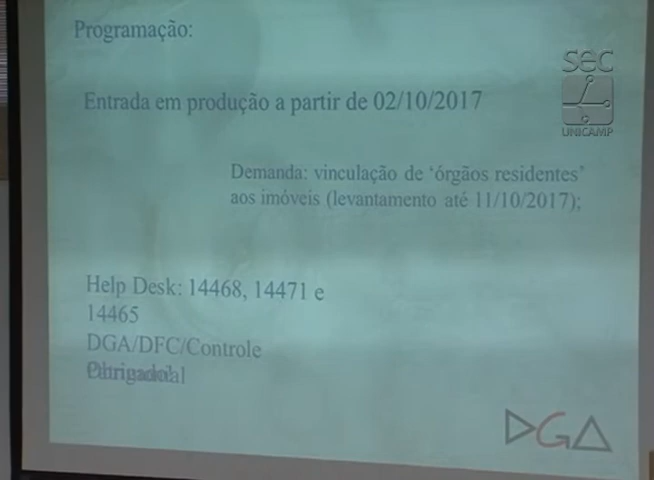 Programação:
sec
UNICAMP
Entrada em produção a partir de 02/10/2017
Demanda: vinculação de ‘órgãos residentes’
aos imóveis (levantamento até 11/10/2017);
Help Desk: 14468, 14471 e
14465
DGA/DFC/Controle
DGA